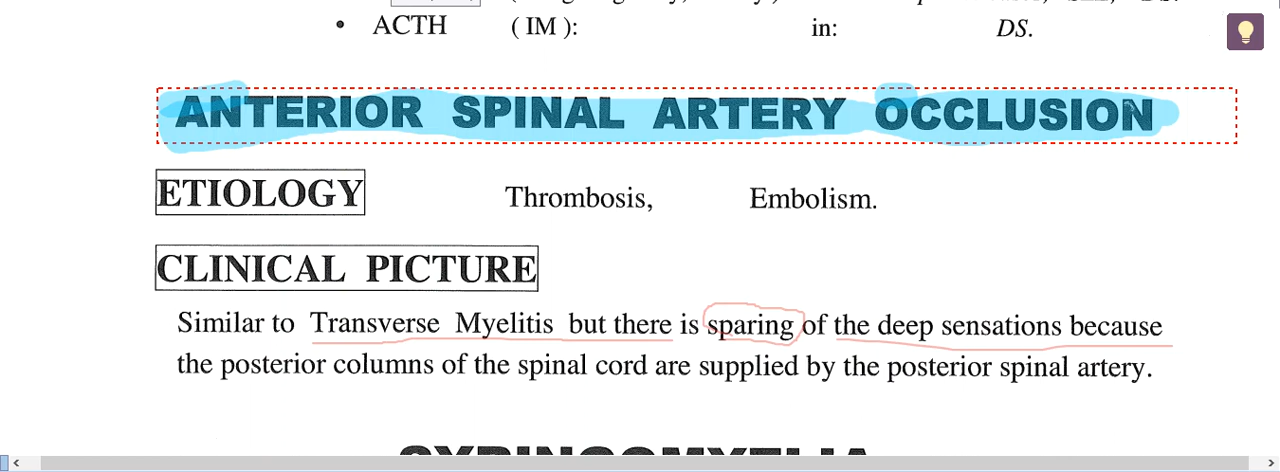 • ACTH ( IM ): in: DS.
ANTERIOR SPINAL ARTERY OCCLUSION
ETIOLOGY Thrombosis, Embolism.
CLINICAL PICTURE
Similar to Transverse Myelitis but there is sparing of the deep sensations because
the posterior columns of the spinal cord are supplied by the posterior spinal artery.